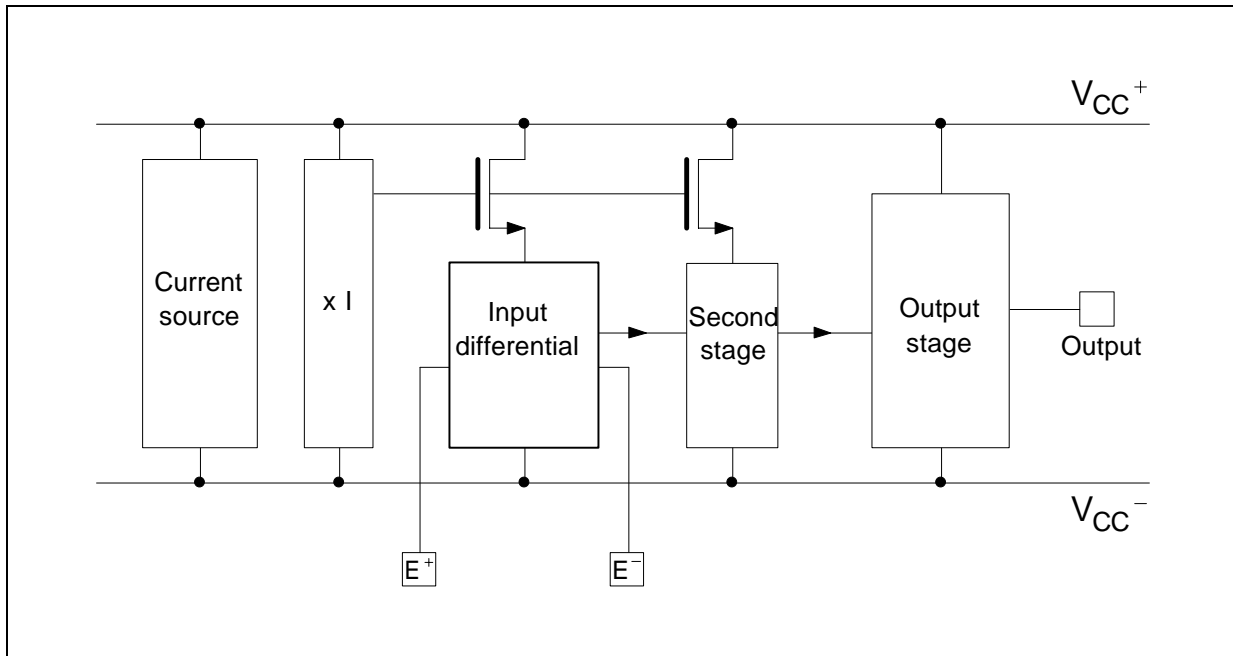 V_CC⁺
Current
source
x I
Input
differential
Second
stage
Output
stage
Output
V_CC⁻
E⁺
E⁻